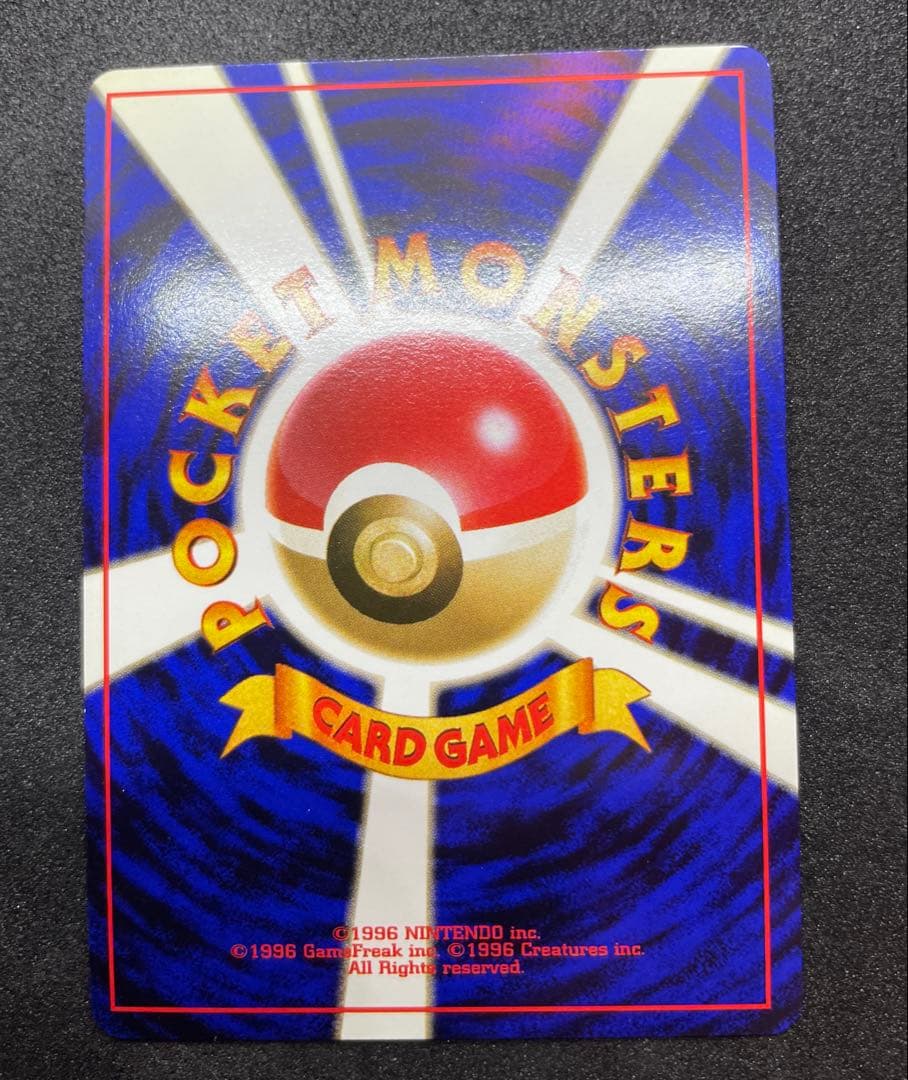 POCKET MONSTERS
CARD GAME
©1996 NINTENDO inc.
©1996 GameFreak inc. ©1996 Creatures inc.
All Rights reserved.